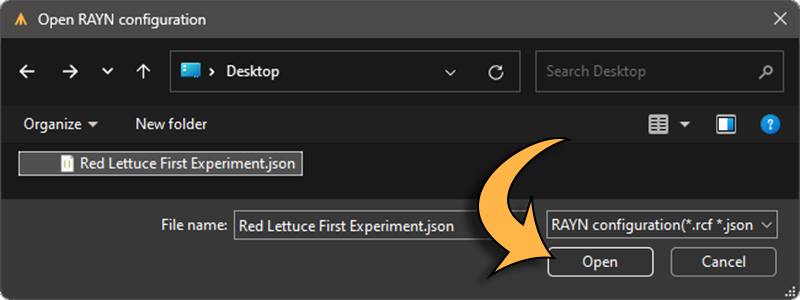 Open RAYN configuration
Desktop
Search Desktop
Organize
New folder
?
Red Lettuce First Experiment.json
File name:
Red Lettuce First Experiment.json
RAYN configuration(*.rcf *.json
Open
Cancel